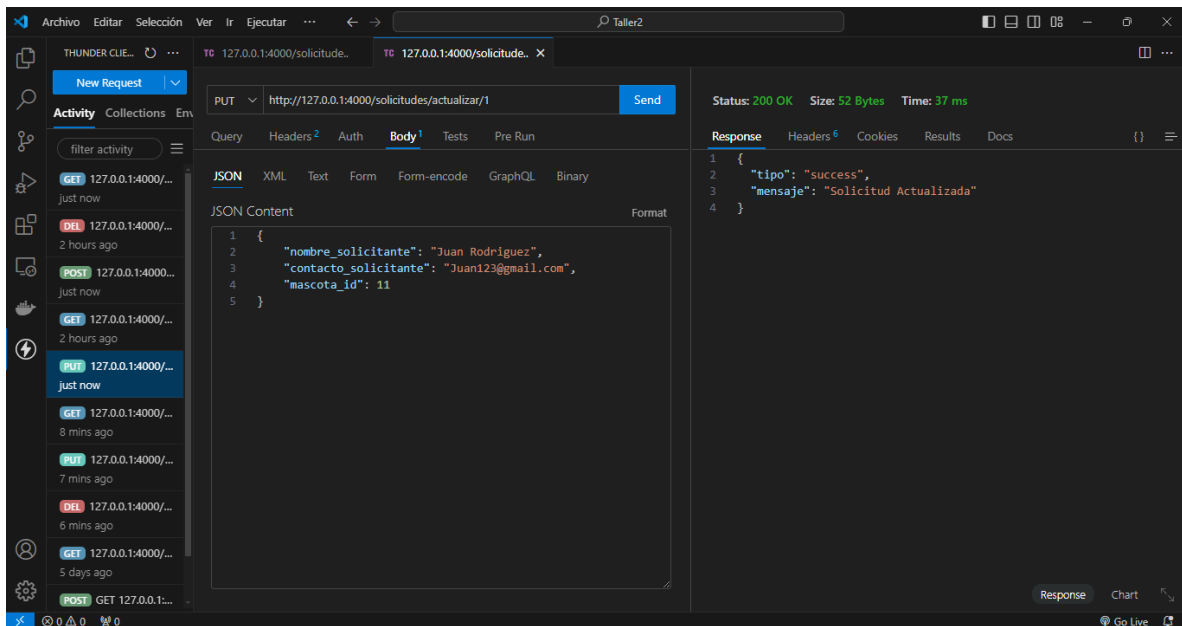 Archivo Editar Selección Ver Ir Ejecutar ··· Taller2
THUNDER CLIE... ···
TC 127.0.0.1:4000/solicitude..
TC 127.0.0.1:4000/solicitude.. ×
···
New Request
Activity Collections Env
filter activity
GET 127.0.0.1:4000/...
just now
DEL 127.0.0.1:4000/...
2 hours ago
POST 127.0.0.1:4000...
just now
GET 127.0.0.1:4000/...
2 hours ago
PUT 127.0.0.1:4000/...
just now
GET 127.0.0.1:4000/...
8 mins ago
PUT 127.0.0.1:4000/...
7 mins ago
DEL 127.0.0.1:4000/...
6 mins ago
GET 127.0.0.1:4000/...
5 days ago
POST GET 127.0.0.1:...
PUT http://127.0.0.1:4000/solicitudes/actualizar/1 Send
Query Headers 2 Auth Body 1 Tests Pre Run
JSON XML Text Form Form-encode GraphQL Binary
JSON Content Format
1 {
2 "nombre_solicitante": "Juan Rodriguez",
3 "contacto_solicitante": "Juan123@gmail.com",
4 "mascota_id": 11
5 }
Status: 200 OK Size: 52 Bytes Time: 37 ms
Response Headers 6 Cookies Results Docs {}
1 {
2 "tipo": "success",
3 "mensaje": "Solicitud Actualizada"
4 }
Response Chart
0 0 0 Go Live